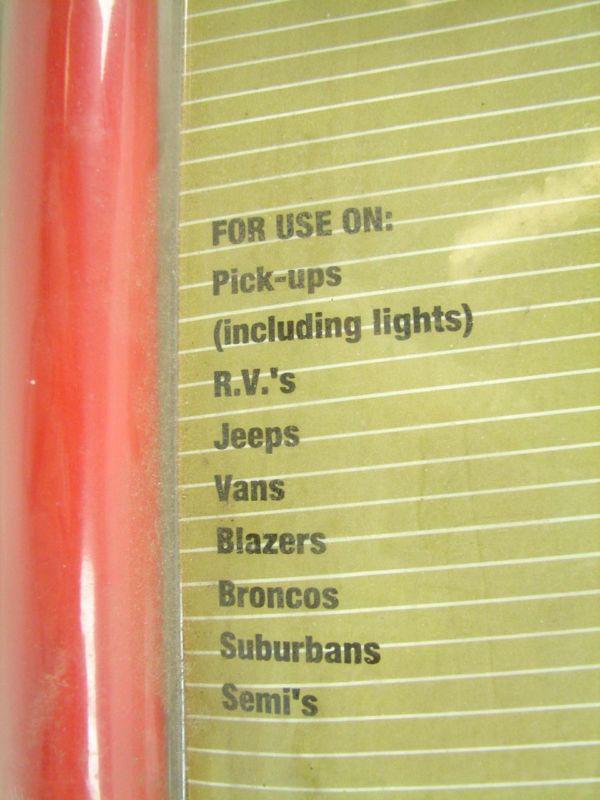 FOR USE ON:
Pick-ups
(including lights)
R.V.'s
Jeeps
Vans
Blazers
Broncos
Suburbans
Semi's